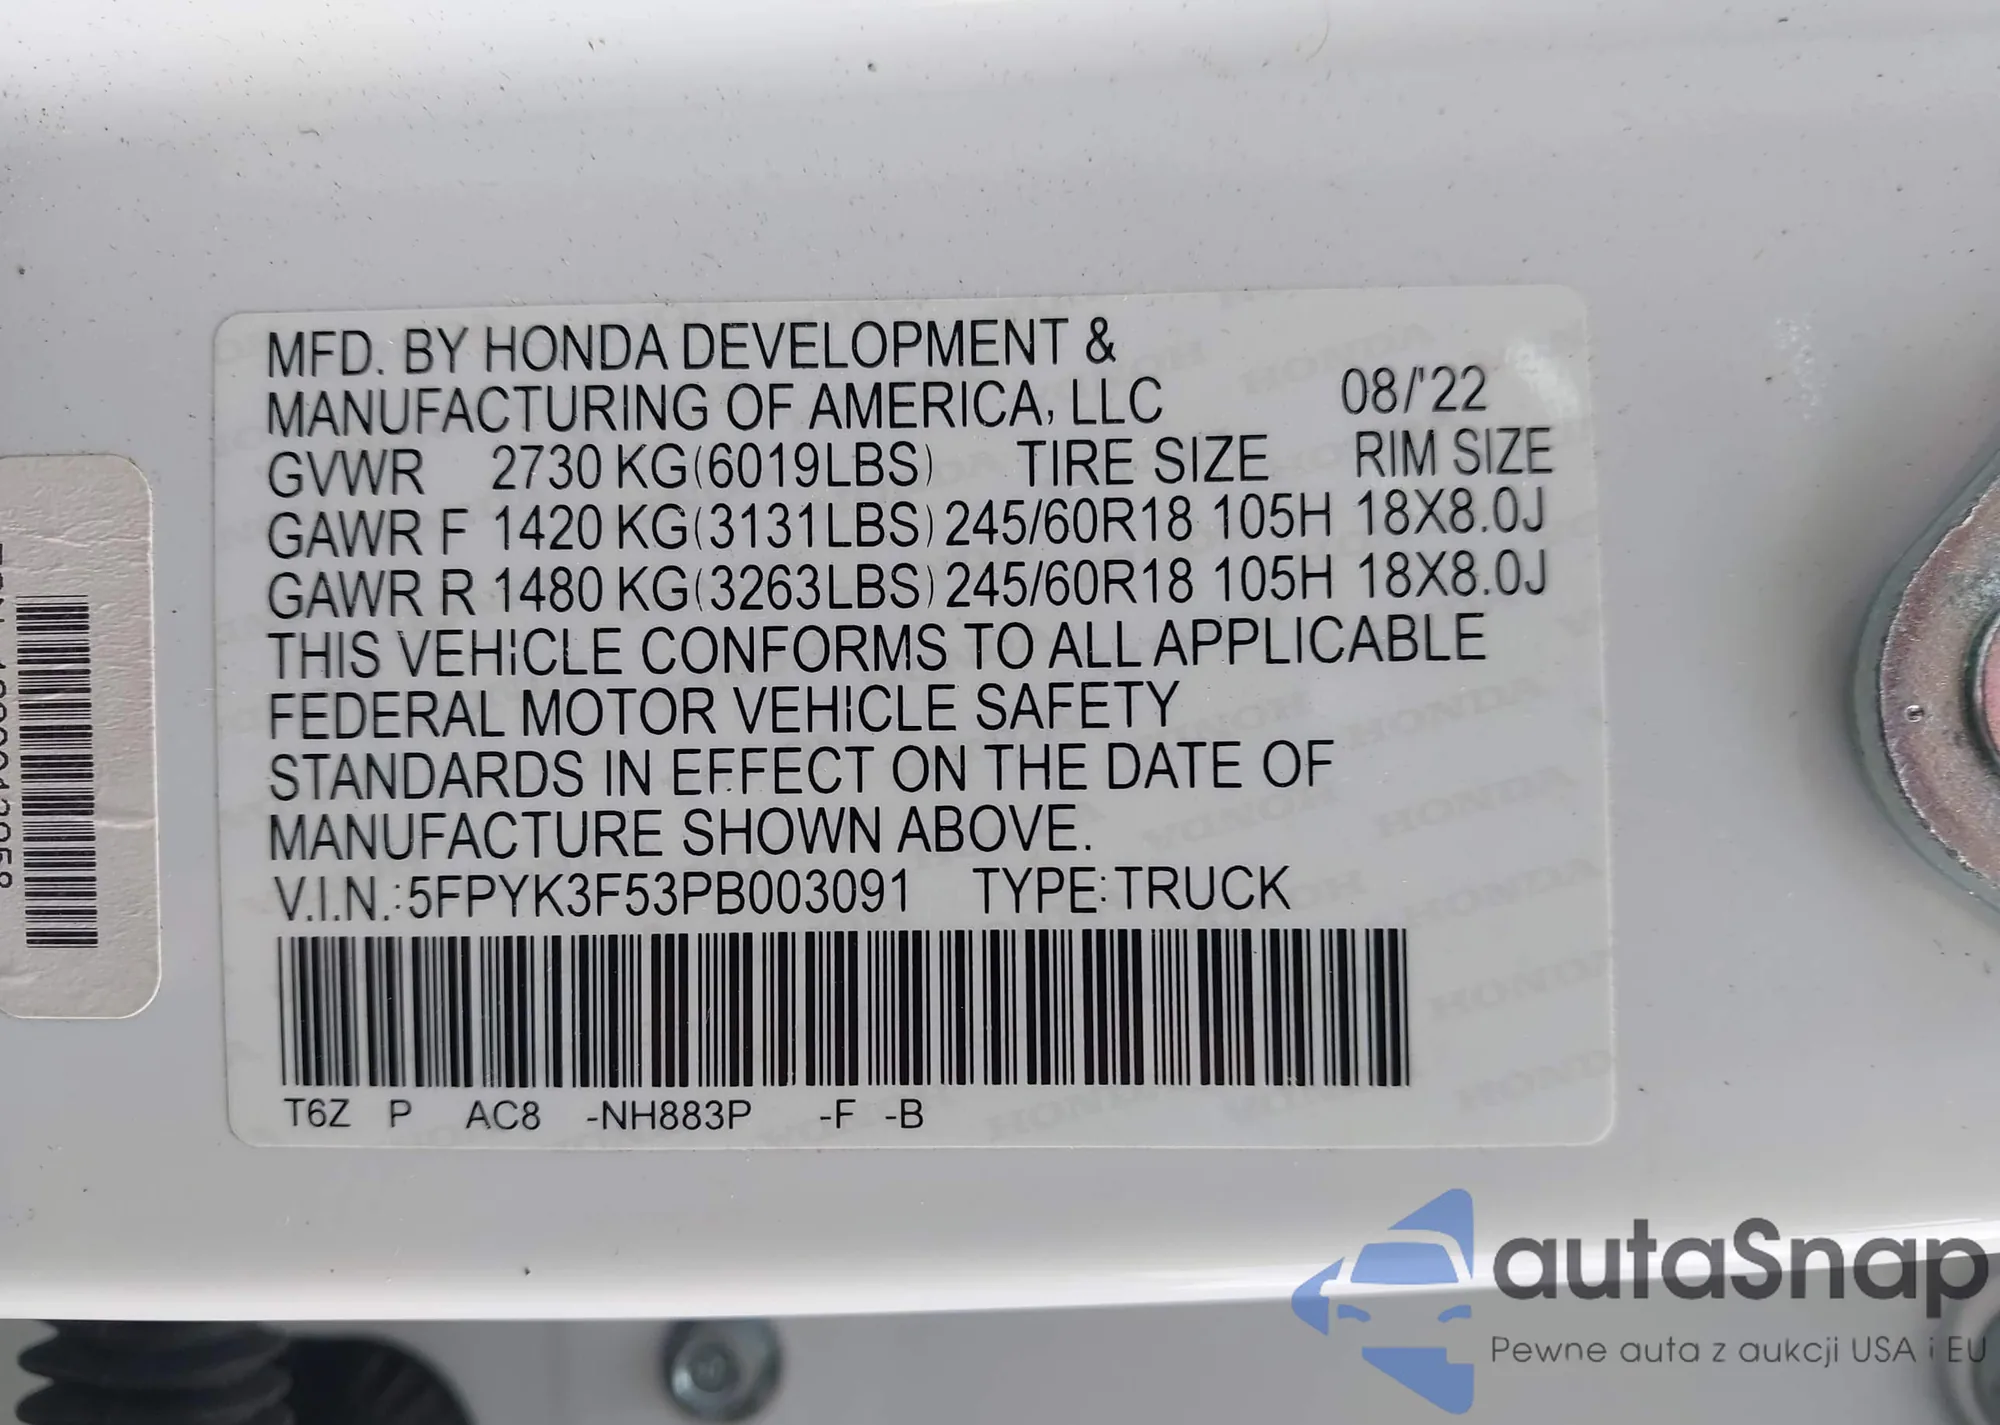 MFD. BY HONDA DEVELOPMENT &
MANUFACTURING OF AMERICA, LLC 08/'22
GVWR 2730 KG(6019LBS) TIRE SIZE RIM SIZE
GAWR F 1420 KG(3131LBS) 245/60R18 105H 18X8.0J
GAWR R 1480 KG(3263LBS) 245/60R18 105H 18X8.0J
THIS VEHICLE CONFORMS TO ALL APPLICABLE
FEDERAL MOTOR VEHICLE SAFETY
STANDARDS IN EFFECT ON THE DATE OF
MANUFACTURE SHOWN ABOVE.
V.I.N.:5FPYK3F53PB003091 TYPE:TRUCK
T6Z P AC8 -NH883P -F -B
autaSnap
Pewne auta z aukcji USA i EU